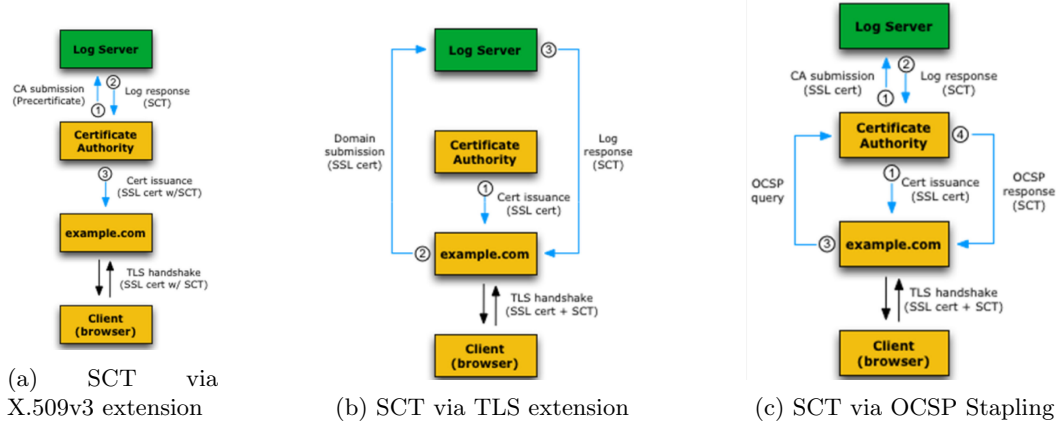 Log Server
CA submission
(Precertificate)
1
2
Log response
(SCT)
Certificate
Authority
3
Cert issuance
(SSL cert w/SCT)
example.com
TLS handshake
(SSL cert w/ SCT)
Client
(browser)
(a) SCT via
X.509v3 extension
Log Server
3
Domain
submission
(SSL cert)
Certificate
Authority
Log
response
(SCT)
1
Cert issuance
(SSL cert)
2
example.com
TLS handshake
(SSL cert + SCT)
Client
(browser)
(b) SCT via TLS extension
Log Server
CA submission
(SSL cert)
1
2
Log response
(SCT)
Certificate
Authority
4
OCSP
query
1
Cert issuance
(SSL cert)
OCSP
response
(SCT)
3
example.com
TLS handshake
(SSL cert + SCT)
Client
(browser)
(c) SCT via OCSP Stapling